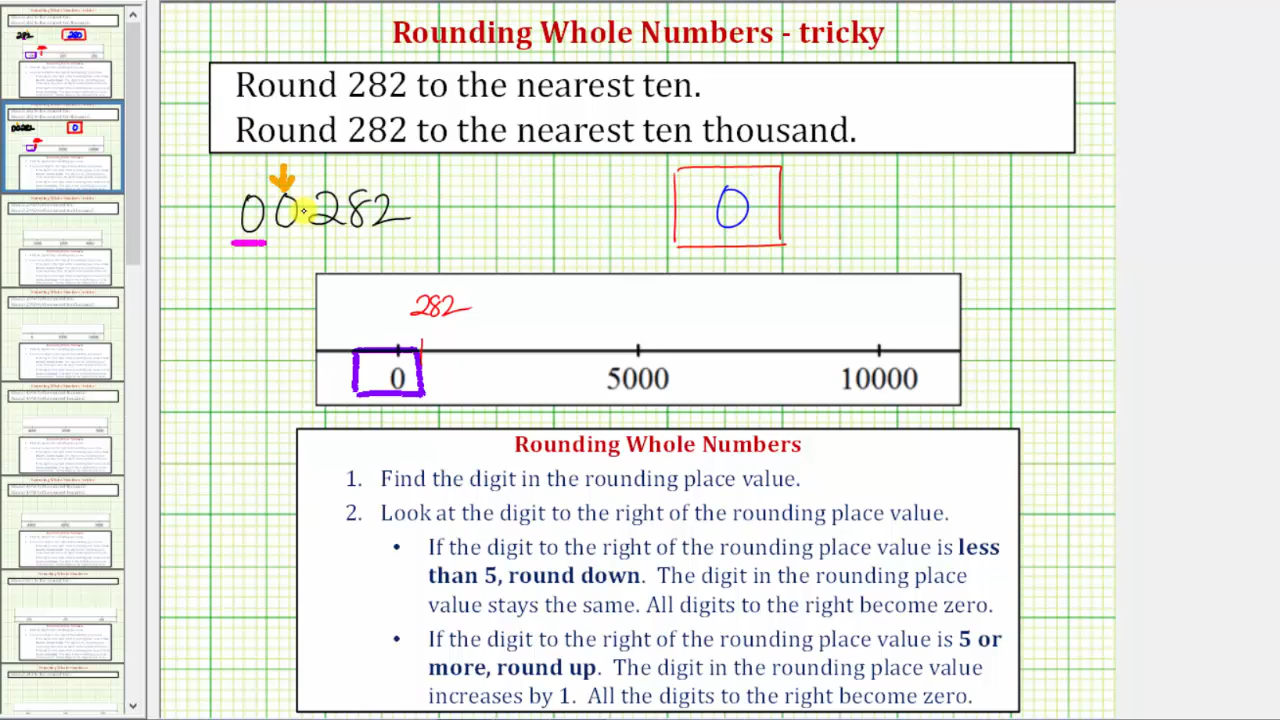 Rounding Whole Numbers - tricky
Round 282 to the nearest ten.
Round 282 to the nearest ten thousand.
00282
0
282
0 5000 10000
Rounding Whole Numbers
1. Find the digit in the rounding place value.
2. Look at the digit to the right of the rounding place value.
• If the digit to the right of the rounding place value is less
than 5, round down. The digit in the rounding place
value stays the same. All digits to the right become zero.
• If the digit to the right of the rounding place value is 5 or
more, round up. The digit in the rounding place value
increases by 1. All the digits to the right become zero.